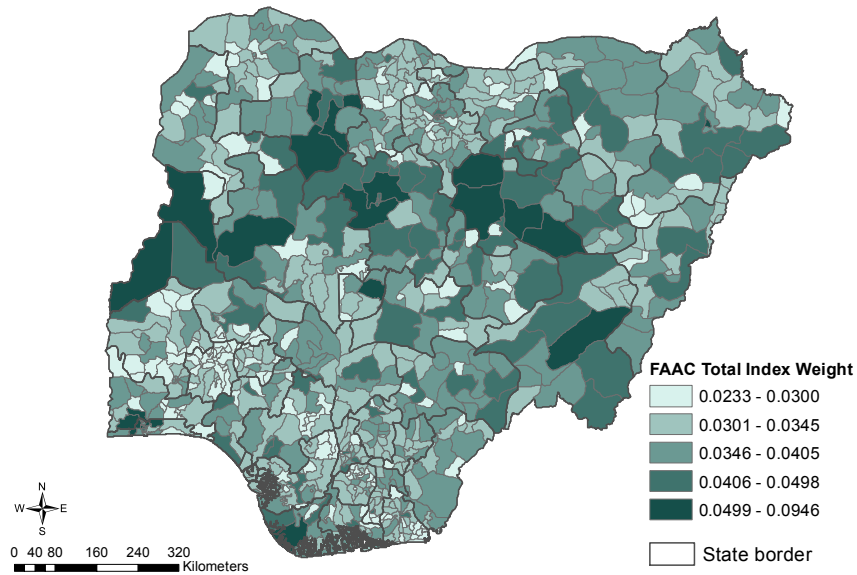 FAAC Total Index Weight
0.0233 - 0.0300
0.0301 - 0.0345
0.0346 - 0.0405
0.0406 - 0.0498
0.0499 - 0.0946
State border
N
W E
S
0 40 80 160 240 320
Kilometers